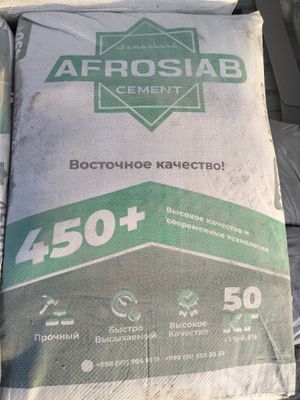 Samarkand
AFROSIAB
CEMENT
Восточное качество!
450+
Высокое качество и
современные технологии
Прочный
Быстро
Высыхаемый
Высокое
Качество
50
КГ